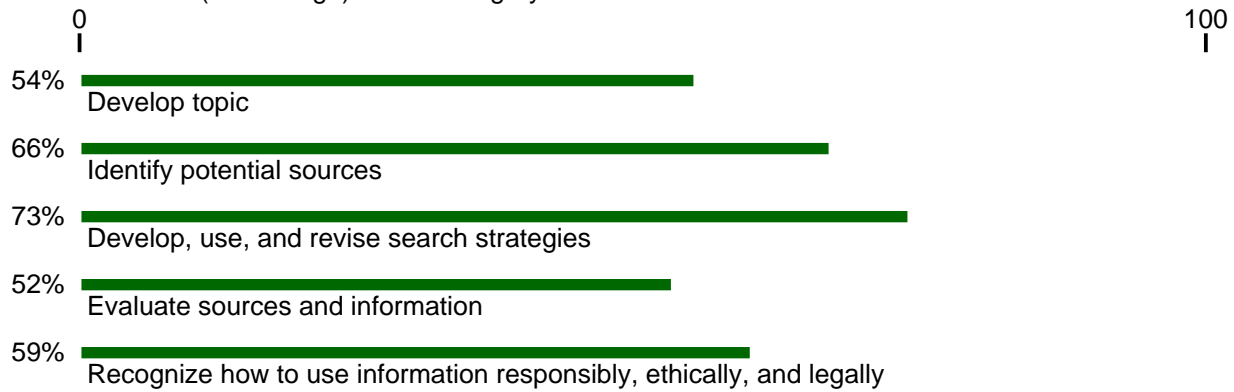 0 100
54%
Develop topic
66%
Identify potential sources
73%
Develop, use, and revise search strategies
52%
Evaluate sources and information
59%
Recognize how to use information responsibly, ethically, and legally